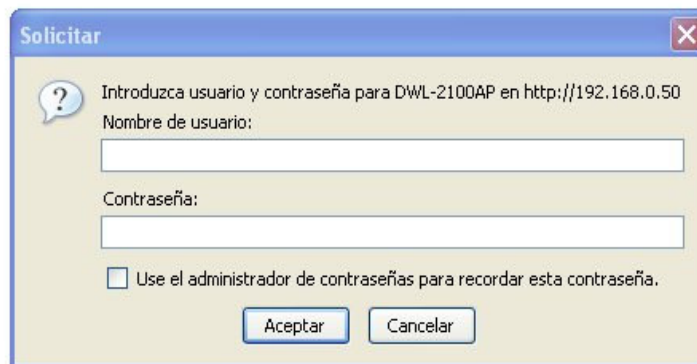 Solicitar
Introduzca usuario y contraseña para DWL-2100AP en http://192.168.0.50
Nombre de usuario:
Contraseña:
Use el administrador de contraseñas para recordar esta contraseña.
Aceptar Cancelar